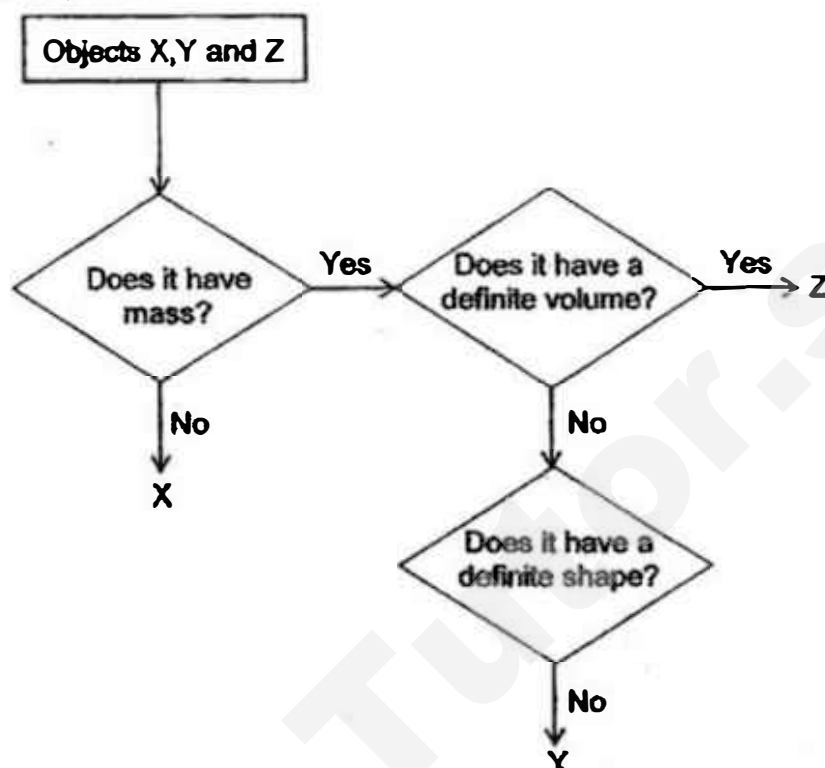 Objects X,Y and Z
Does it have
mass?
Yes
Does it have a
definite volume?
Yes
Z
No
X
No
Does it have a
definite shape?
No
Y
Tutor.s